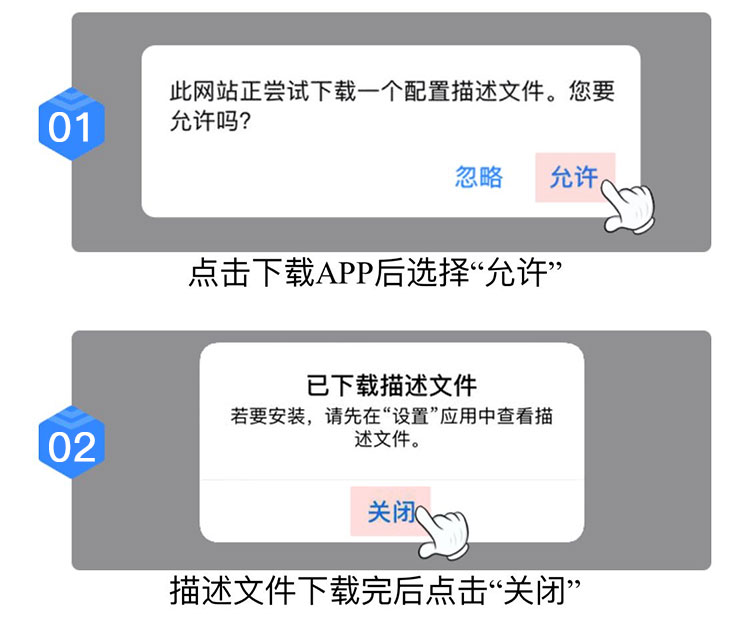 01
此网站正尝试下载一个配置描述文件。您要
允许吗?
忽略
允许
点击下载APP后选择“允许”
02
已下载描述文件
若要安装，请先在“设置”应用中查看描
述文件。
关闭
描述文件下载完后点击“关闭”